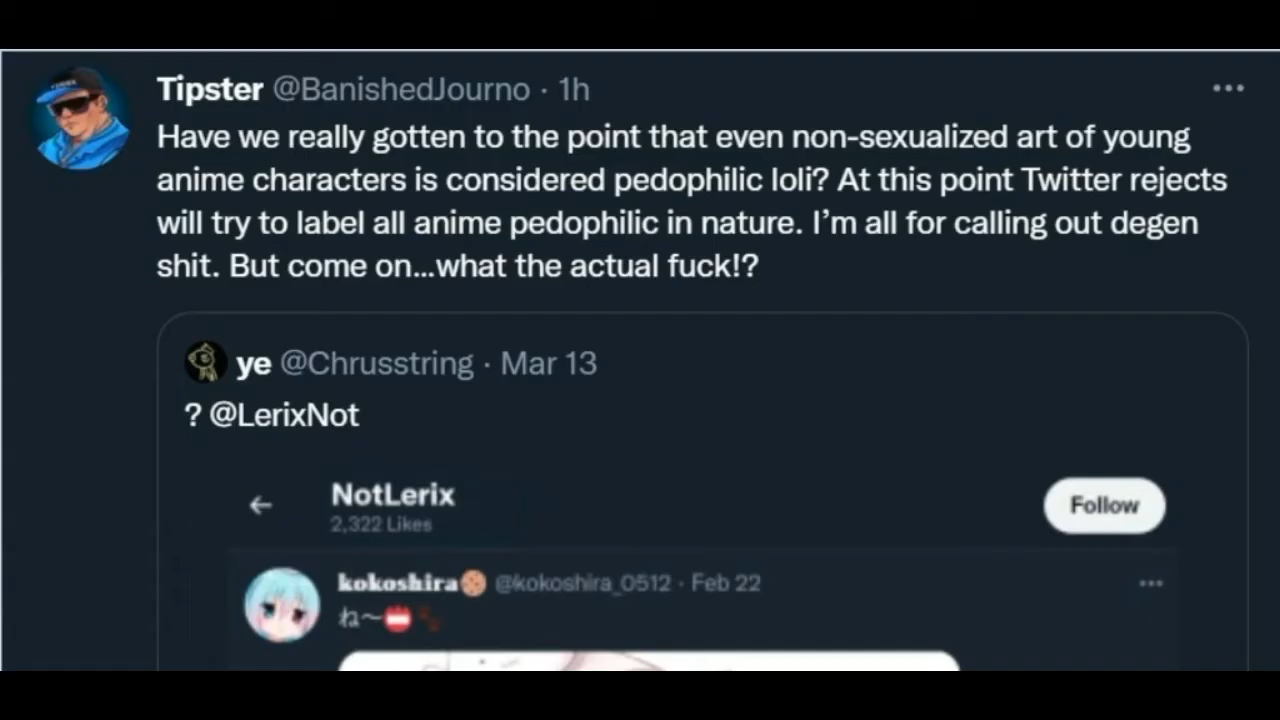 Tipster @BanishedJourno · 1h
Have we really gotten to the point that even non-sexualized art of young
anime characters is considered pedophilic loli? At this point Twitter rejects
will try to label all anime pedophilic in nature. I'm all for calling out degen
shit. But come on...what the actual fuck!?
ye @Chrusstring · Mar 13
? @LerixNot
NotLerix
Follow
2,322 Likes
kokoshira🍪 @kokoshira_0512 · Feb 22
ね〜